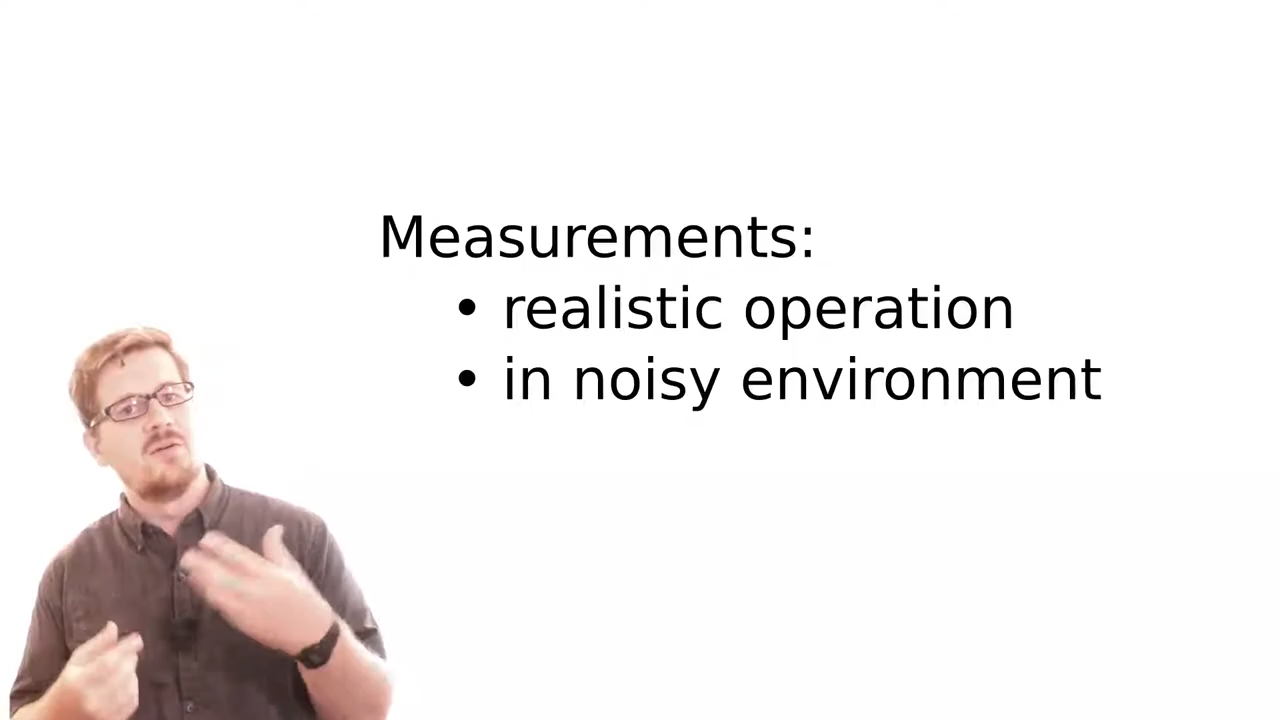 Measurements:
• realistic operation
• in noisy environment